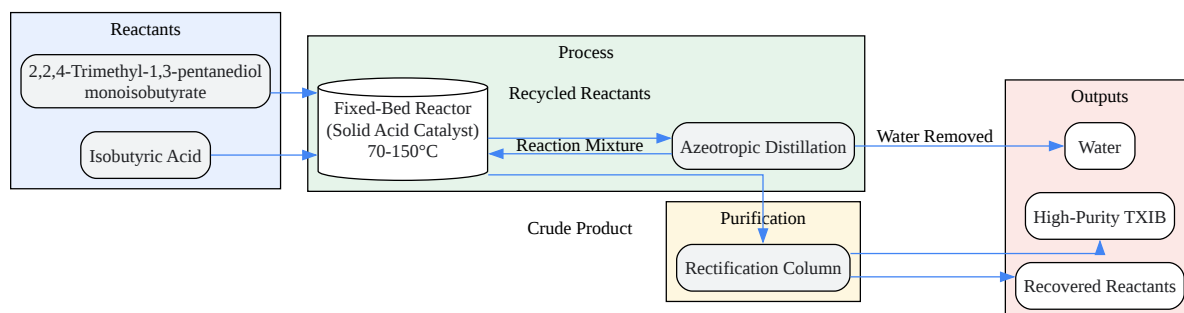 Reactants
2,2,4-Trimethyl-1,3-pentanediol
monoisobutyrate
Isobutyric Acid
Process
Fixed-Bed Reactor
(Solid Acid Catalyst)
70-150°C
Recycled Reactants
Reaction Mixture
Azeotropic Distillation
Water Removed
Crude Product
Purification
Rectification Column
Outputs
Water
High-Purity TXIB
Recovered Reactants